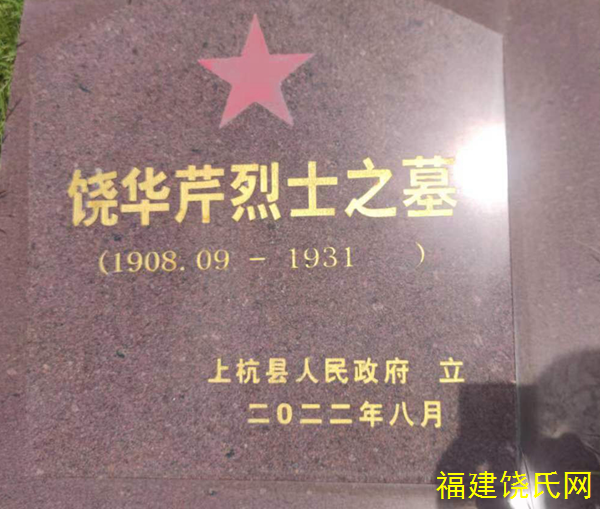 饶华芹烈士之墓
(1908.09 - 1931 )
上杭县人民政府 立
二0二二年八月
福建饶氏网